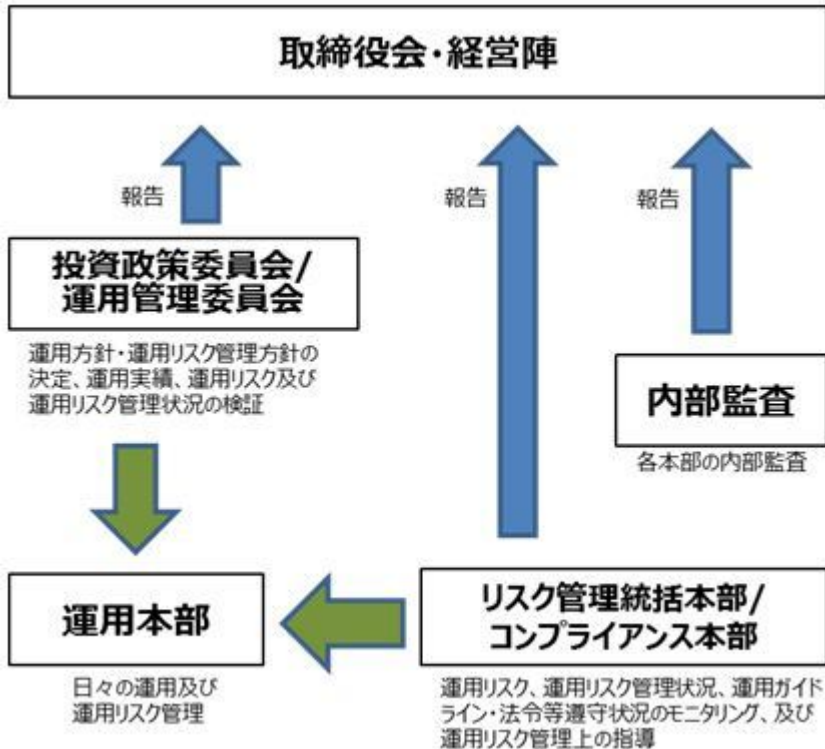 取締役会・経営陣
報告
報告
報告
投資政策委員会/
運用管理委員会
運用方針・運用リスク管理方針の
決定、運用実績、運用リスク及び
運用リスク管理状況の検証
内部監査
各本部の内部監査
運用本部
日々の運用及び
運用リスク管理
リスク管理統括本部/
コンプライアンス本部
運用リスク、運用リスク管理状況、運用ガイド
ライン・法令等遵守状況のモニタリング、及び
運用リスク管理上の指導